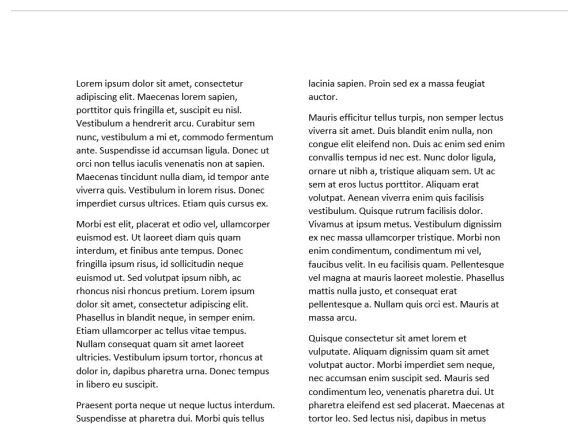 Lorem ipsum dolor sit amet, consectetur
adipiscing elit. Maecenas lorem sapien,
porttitor quis fringilla et, suscipit eu nisl.
Vestibulum a hendrerit arcu. Curabitur sem
nunc, vestibulum a mi et, commodo fermentum
ante. Suspendisse id accumsan ligula. Donec ut
orci non tellus iaculis venenatis non at sapien.
Maecenas tincidunt nulla diam, id tempor ante
viverra quis. Vestibulum in lorem risus. Donec
imperdiet cursus ultrices. Etiam quis cursus ex.
Morbi est elit, placerat et odio vel, ullamcorper
euismod est. Ut laoreet diam quis quam
interdum, et finibus ante tempus. Donec
fringilla ipsum risus, id sollicitudin neque
euismod ut. Sed volutpat ipsum nibh, ac
rhoncus nisi rhoncus pretium. Lorem ipsum
dolor sit amet, consectetur adipiscing elit.
Phasellus in blandit neque, in semper enim.
Etiam ullamcorper ac tellus vitae tempus.
Nullam consequat quam sit amet laoreet
ultricies. Vestibulum ipsum tortor, rhoncus at
dolor in, dapibus pharetra urna. Donec tempus
in libero eu suscipit.
Praesent porta neque ut neque luctus interdum.
Suspendisse at pharetra dui. Morbi quis tellus
lacinia sapien. Proin sed ex a massa feugiat
auctor.
Mauris efficitur tellus turpis, non semper lectus
viverra sit amet. Duis blandit enim nulla, non
congue elit eleifend non. Duis ac enim sed enim
convallis tempus id nec est. Nunc dolor ligula,
ornare ut nibh a, tristique aliquam sem. Ut ac
sem at eros luctus porttitor. Aliquam erat
volutpat. Aenean viverra enim quis facilisis
vestibulum. Quisque rutrum facilisis dolor.
Vivamus at ipsum metus. Vestibulum dignissim
ex nec massa ullamcorper tristique. Morbi non
enim condimentum, condimentum mi vel,
faucibus velit. In eu facilisis quam. Pellentesque
vel magna at mauris laoreet molestie. Phasellus
mattis nulla justo, et consequat erat
pellentesque a. Nullam quis orci est. Mauris at
massa arcu.
Quisque consectetur sit amet lorem et
vulputate. Aliquam dignissim quam sit amet
volutpat auctor. Morbi imperdiet sem neque,
nec accumsan enim suscipit sed. Mauris sed
condimentum leo, venenatis pharetra dui. Ut
pharetra eleifend est sed placerat. Maecenas at
tortor leo. Sed lectus nisi, dapibus in metus